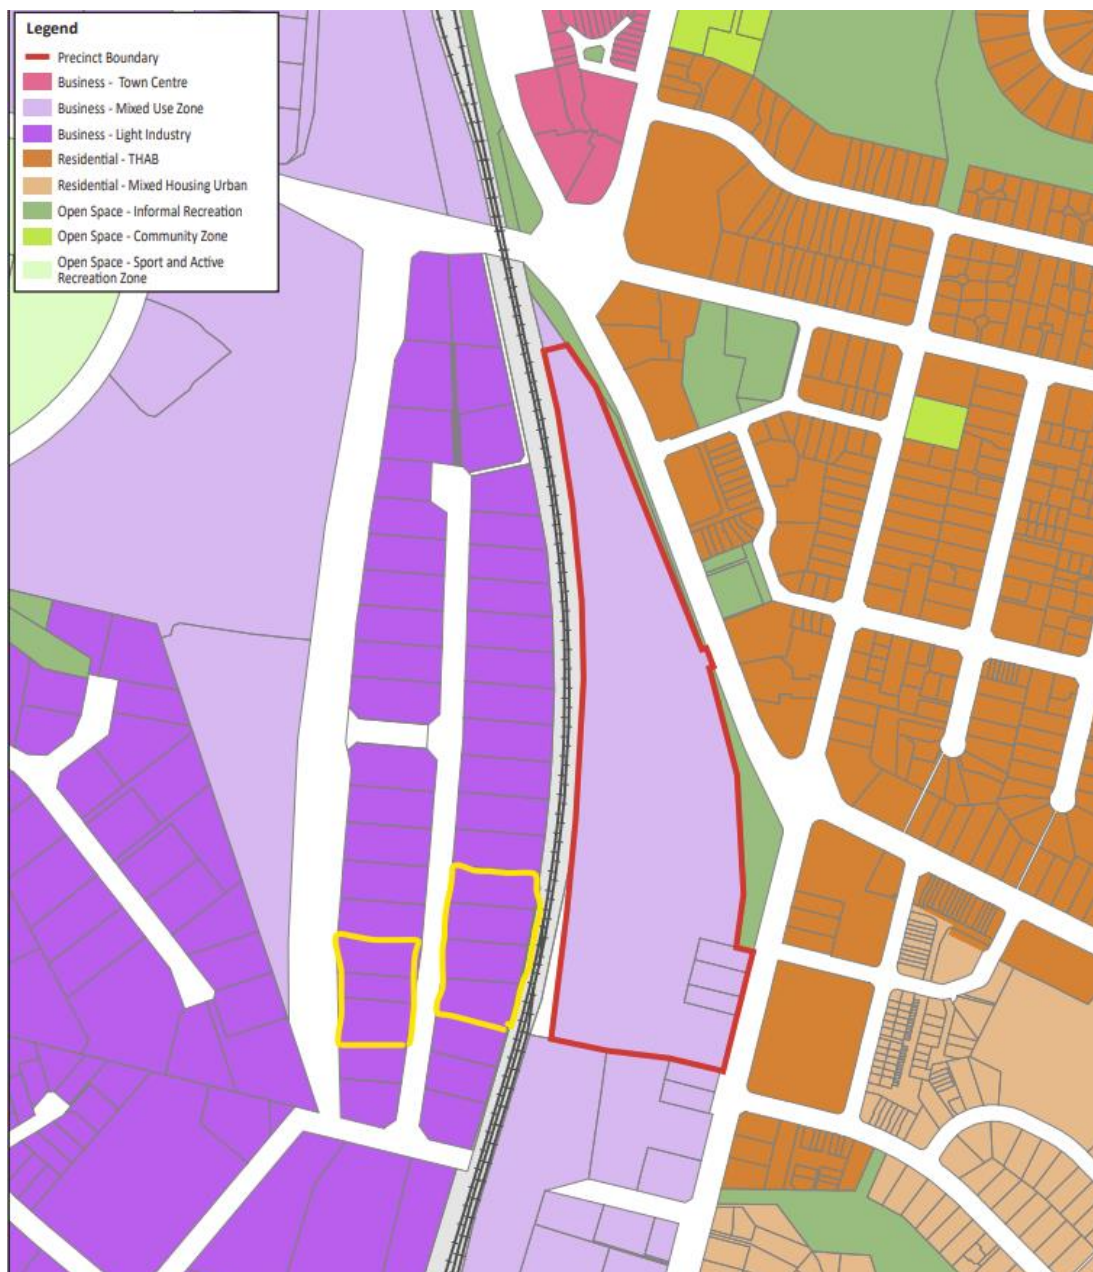 Legend
Precinct Boundary
Business - Town Centre
Business - Mixed Use Zone
Business - Light Industry
Residential - THAB
Residential - Mixed Housing Urban
Open Space - Informal Recreation
Open Space - Community Zone
Open Space - Sport and Active
Recreation Zone